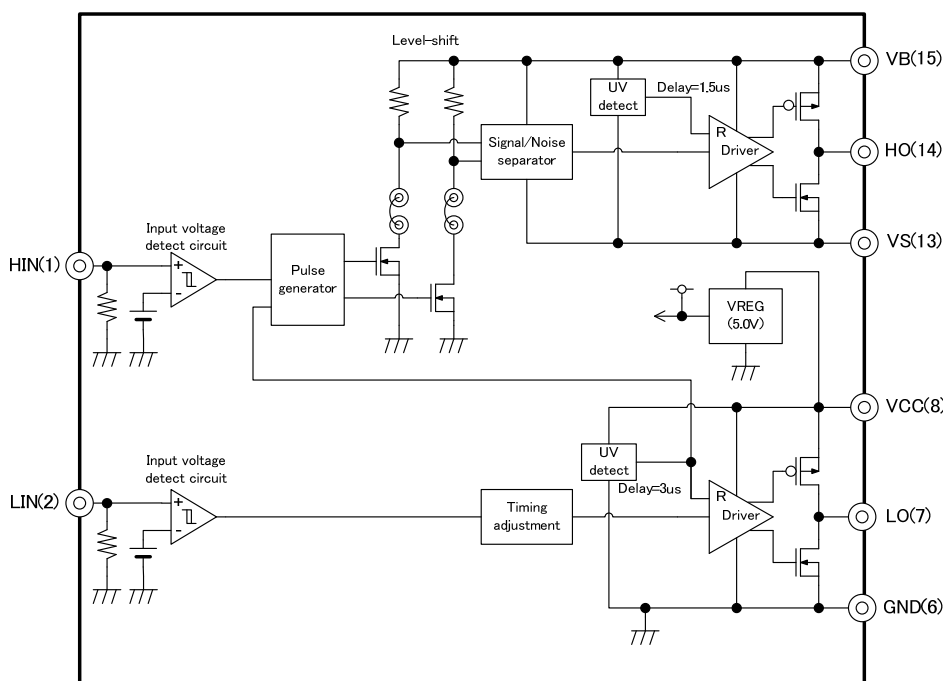 Level-shift
VB(15)
UV
detect
Delay=1.5us
R
Driver
Signal/Noise
separator
HO(14)
Input voltage
detect circuit
VS(13)
HIN(1)
+
-
Pulse
generator
VREG
(5.0V)
VCC(8)
Input voltage
detect circuit
UV
detect
Delay=3us
LIN(2)
+
-
Timing
adjustment
R
Driver
LO(7)
GND(6)